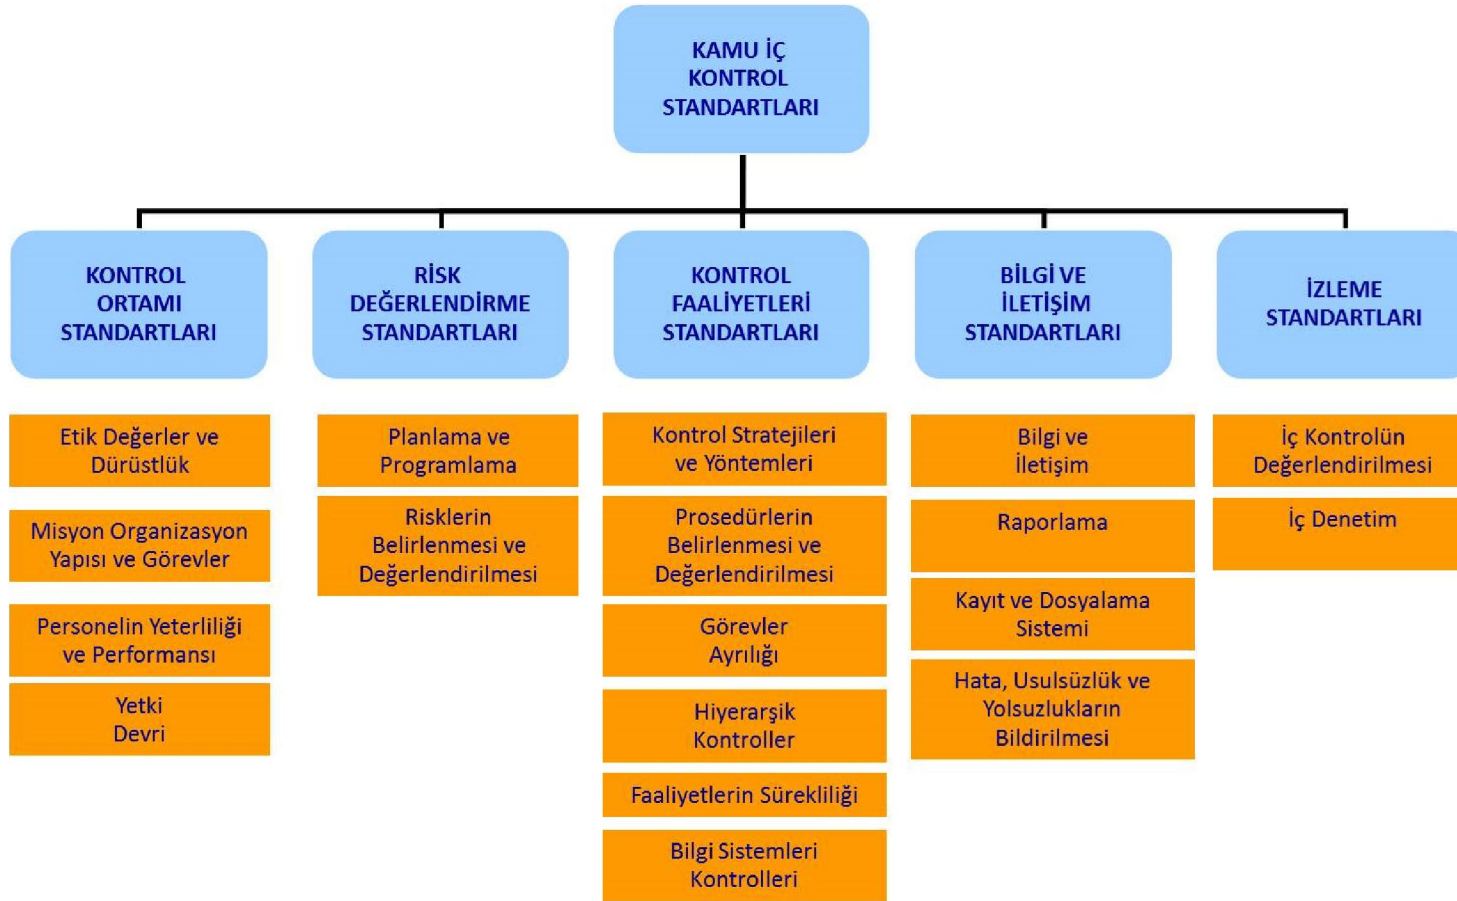 KAMU İÇ
KONTROL
STANDARTLARI
KONTROL
ORTAMI
STANDARTLARI
RİSK
DEĞERLENDİRME
STANDARTLARI
KONTROL
FAALİYETLERİ
STANDARTLARI
BİLGİ VE
İLETİŞİM
STANDARTLARI
İZLEME
STANDARTLARI
Etik Değerler ve
Dürüstlük
Misyon Organizasyon
Yapısı ve Görevler
Personelin Yeterliliği
ve Performansı
Yetki
Devri
Planlama ve
Programlama
Risklerin
Belirlenmesi ve
Değerlendirilmesi
Kontrol Stratejileri
ve Yöntemleri
Prosedürlerin
Belirlenmesi ve
Değerlendirilmesi
Görevler
Ayrılığı
Hiyerarşik
Kontroller
Faaliyetlerin Sürekliliği
Bilgi Sistemleri
Kontrolleri
Bilgi ve
İletişim
Raporlama
Kayıt ve Dosyalama
Sistemi
Hata, Usulsüzlük ve
Yolsuzlukların
Bildirilmesi
İç Kontrolün
Değerlendirilmesi
İç Denetim